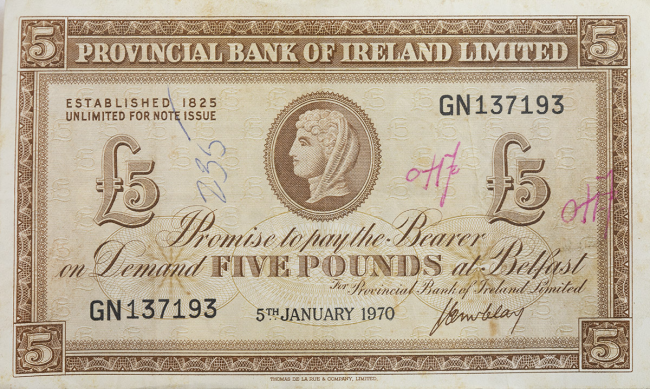 5 PROVINCIAL BANK OF IRELAND LIMITED 5
ESTABLISHED 1825
UNLIMITED FOR NOTE ISSUE
GN137193
£5
235
£5
Promise to pay the Bearer
on Demand FIVE POUNDS at Belfast
For Provincial Bank of Ireland Limited
GN137193
5TH JANUARY 1970
5
5
THOMAS DE LA RUE & COMPANY, LIMITED.